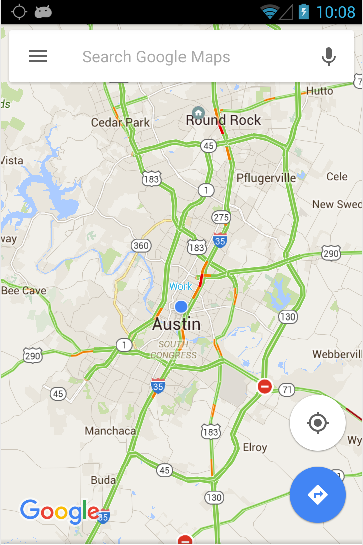 10:08
Search Google Maps
Hutto
Cedar Park
Round Rock
45
183
Pflugerville
1
Cele
Vista
275
New Swed
35
way
360
183
290
Work
Bee Cave
130
Austin
SOUTH
CONGRESS
1
290
Webberville
35
45
71
Manchaca
183
Wy
Elroy
45
Buda
130
Google
35